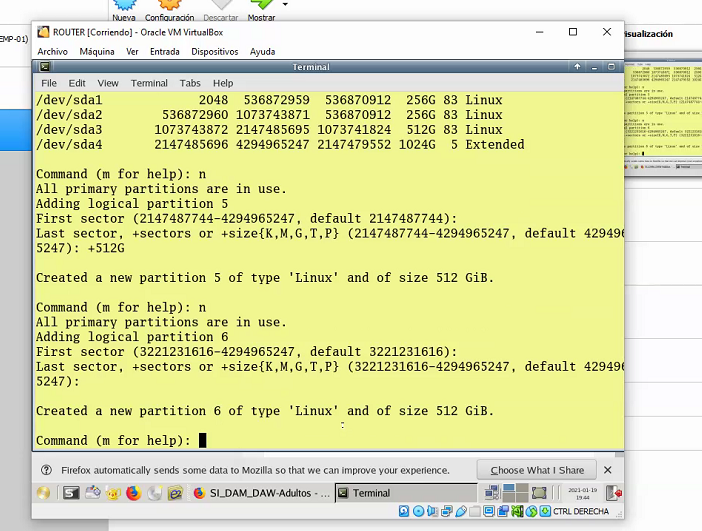 Nueva Configuración Descartar Mostrar
EMP-01)
ROUTER [Corriendo] - Oracle VM VirtualBox
Archivo Máquina Ver Entrada Dispositivos Ayuda
Terminal
File Edit View Terminal Tabs Help
/dev/sda1 2048 536872959 536870912 256G 83 Linux
/dev/sda2 536872960 1073743871 536870912 256G 83 Linux
/dev/sda3 1073743872 2147485695 1073741824 512G 83 Linux
/dev/sda4 2147485696 4294965247 2147479552 1024G 5 Extended
Command (m for help): n
All primary partitions are in use.
Adding logical partition 5
First sector (2147487744-4294965247, default 2147487744):
Last sector, +sectors or +size{K,M,G,T,P} (2147487744-4294965247, default 429496
5247): +512G
Created a new partition 5 of type 'Linux' and of size 512 GiB.
Command (m for help): n
All primary partitions are in use.
Adding logical partition 6
First sector (3221231616-4294965247, default 3221231616):
Last sector, +sectors or +size{K,M,G,T,P} (3221231616-4294965247, default 429496
5247):
Created a new partition 6 of type 'Linux' and of size 512 GiB.
Command (m for help):
Firefox automatically sends some data to Mozilla so that we can improve your experience. Choose What I Share
SI_DAM_DAW-Adultos - ... Terminal
2021-01-19
19:44
CTRL DERECHA
isualización